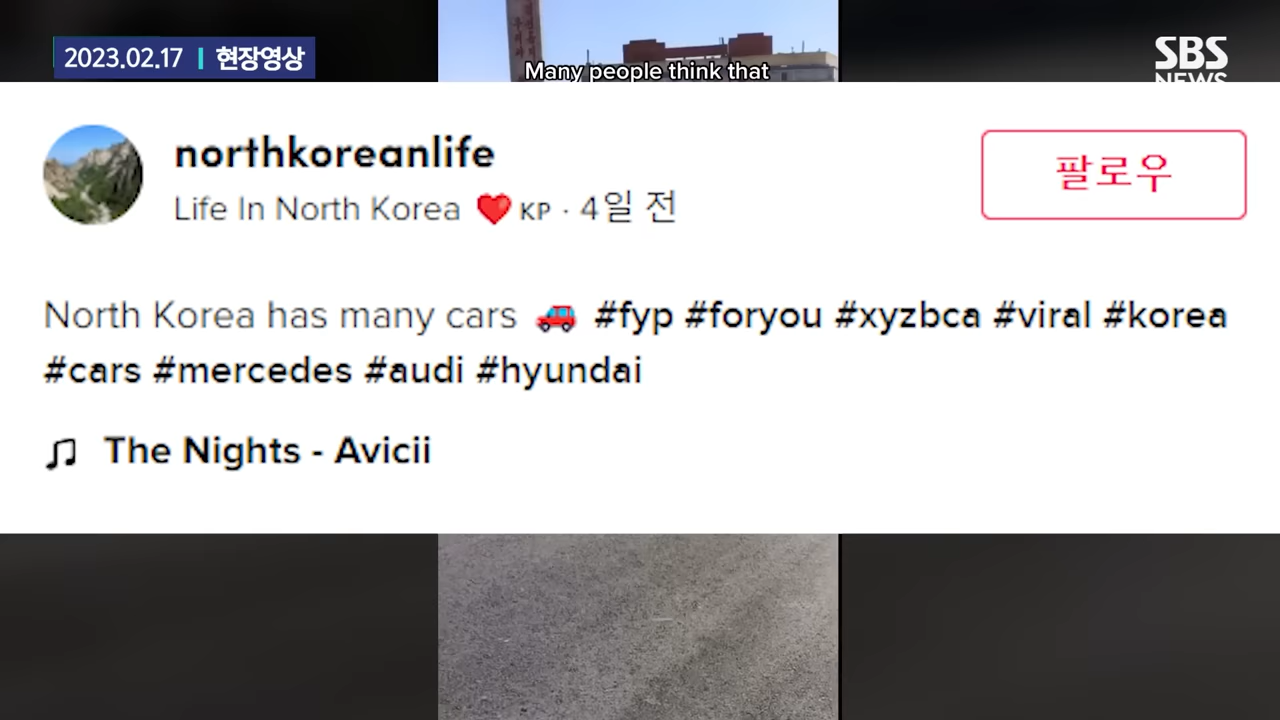 2023.02.17 | 현장영상
SBS
NEWS
Many people think that
northkoreanlife
Life In North Korea ❤️ KP · 4일 전
팔로우
North Korea has many cars 🚗 #fyp #foryou #xyzbca #viral #korea
#cars #mercedes #audi #hyundai
♫ The Nights - Avicii